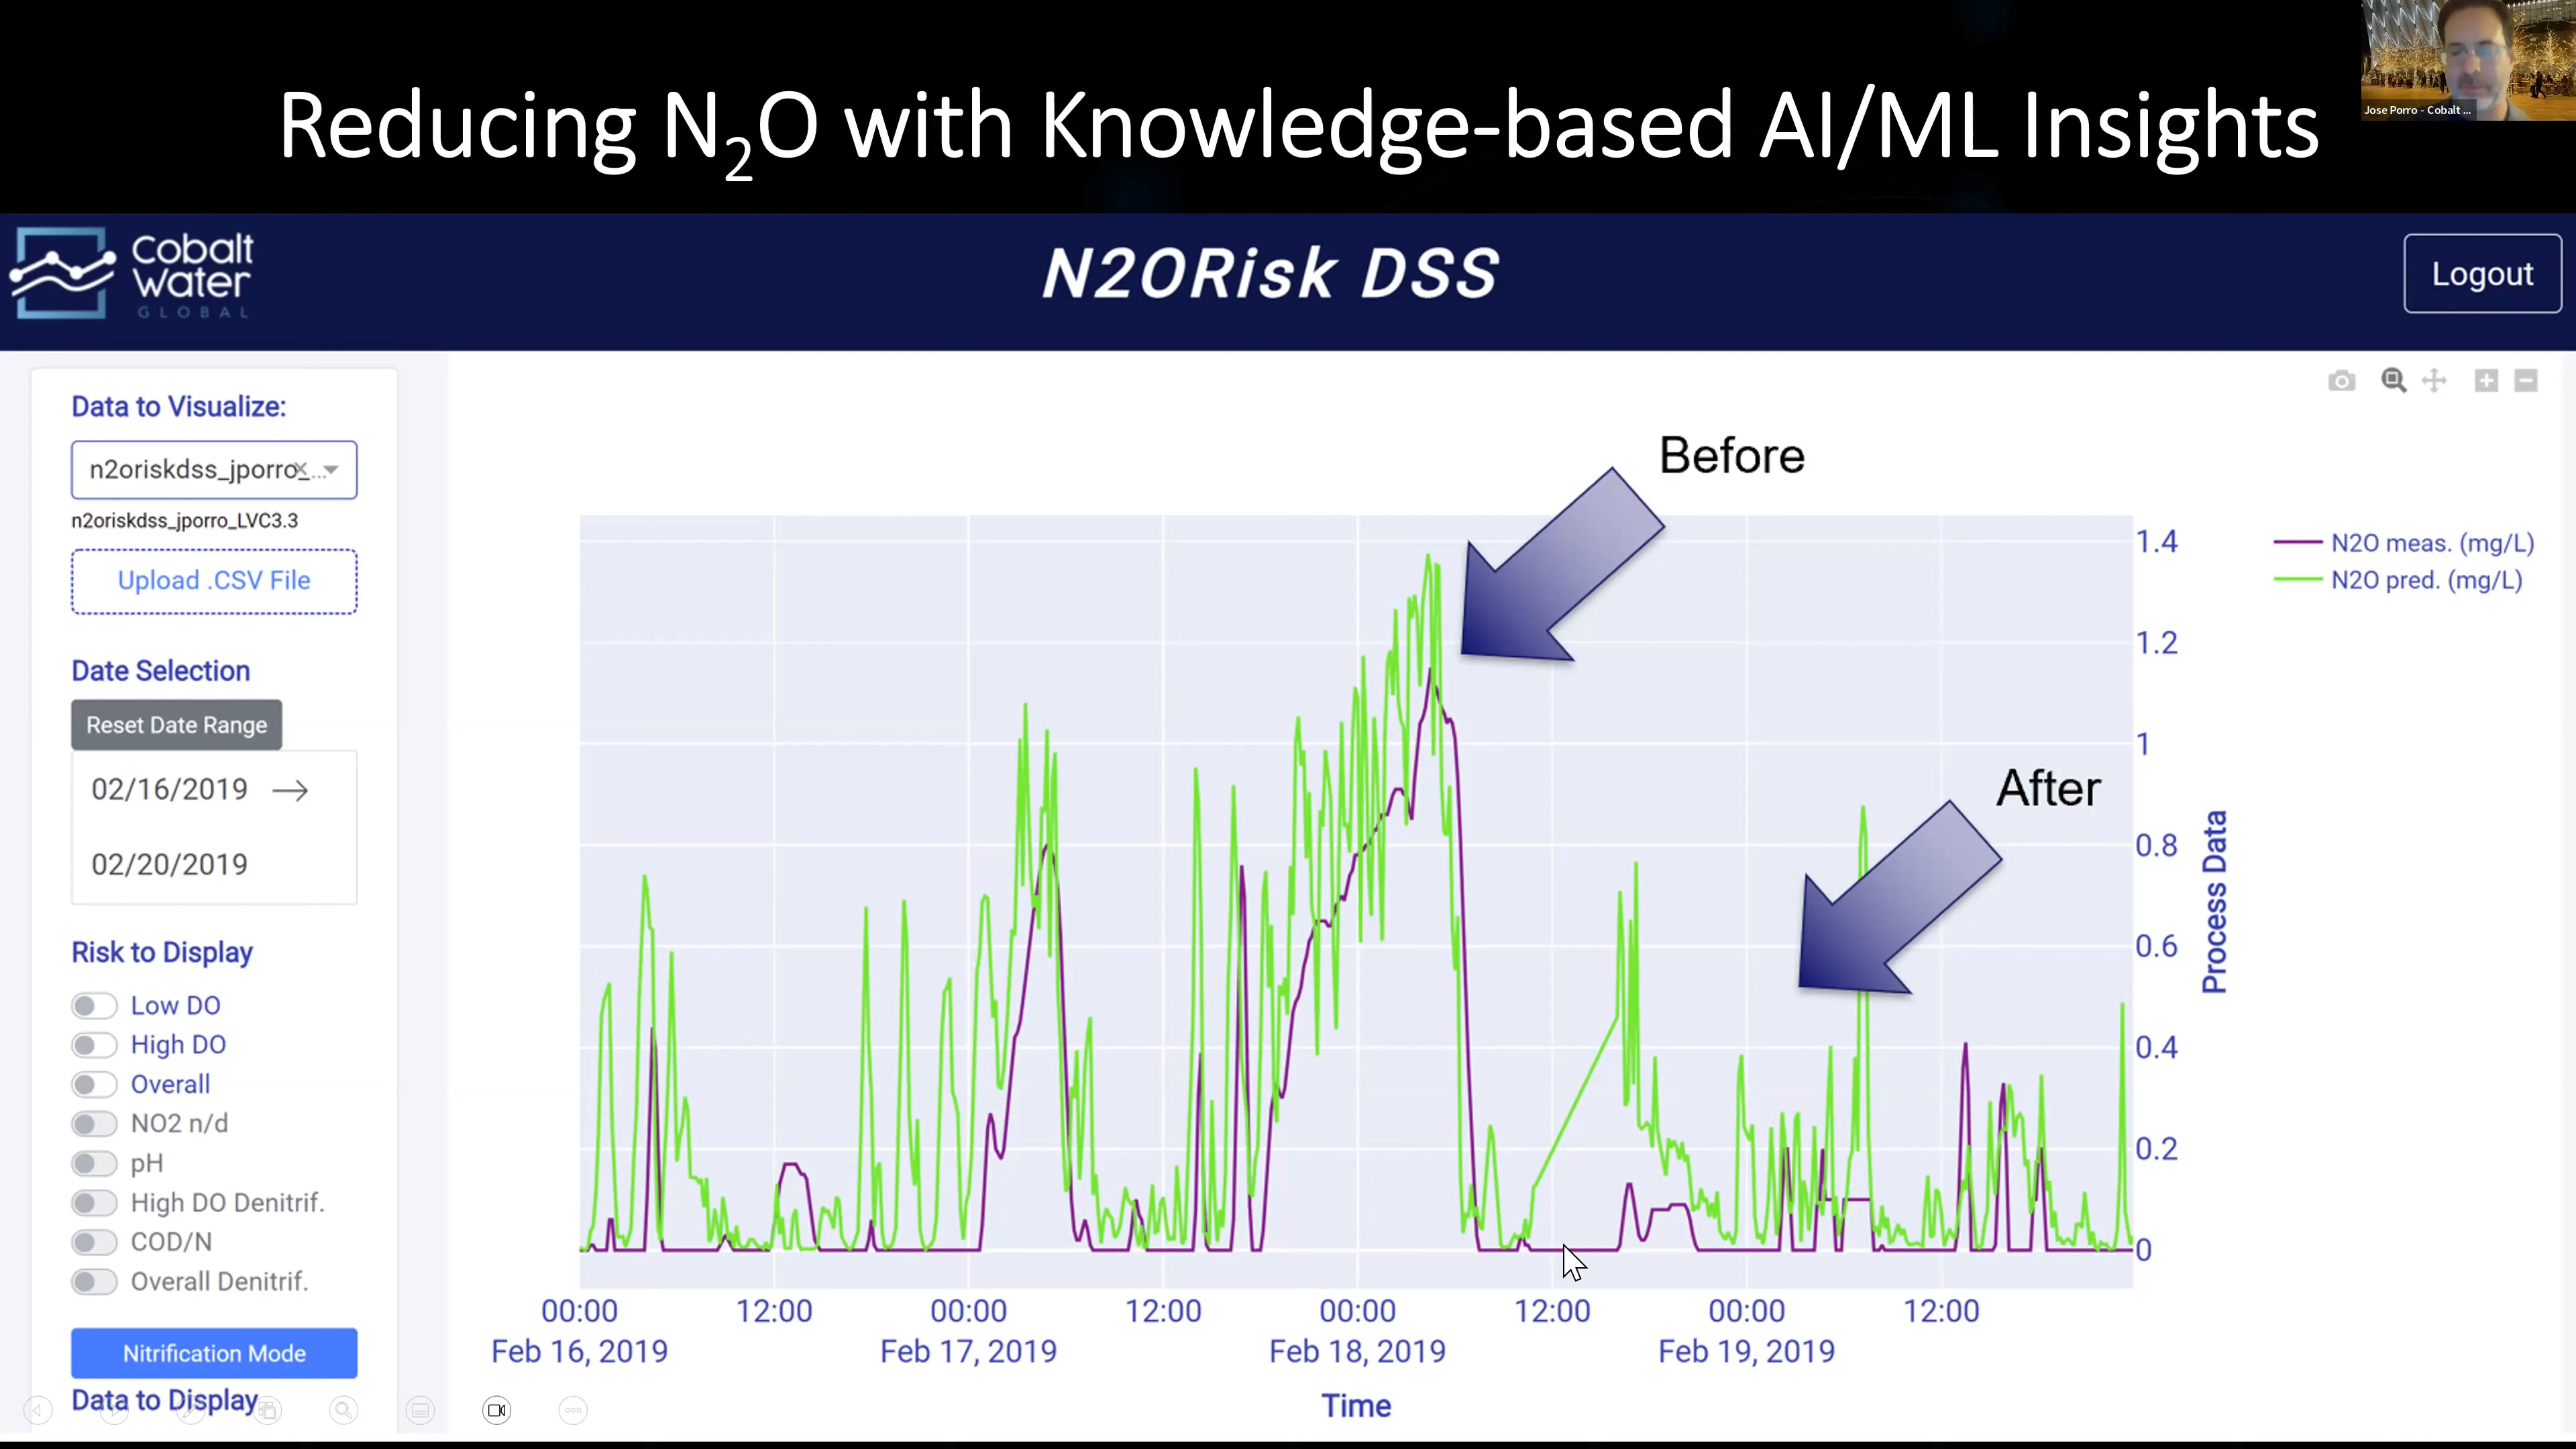 Reducing N2O with Knowledge-based AI/ML Insights
Jose Porro - Cobalt ...
Cobalt
Water
GLOBAL
N2ORisk DSS
Logout
Data to Visualize:
n2oriskdss_jporro_...
n2oriskdss_jporro_LVC3.3
Upload .CSV File
Date Selection
Reset Date Range
02/16/2019 →
02/20/2019
Risk to Display
Low DO
High DO
Overall
NO2 n/d
pH
High DO Denitrif.
COD/N
Overall Denitrif.
Nitrification Mode
Data to Display
Before
After
N2O meas. (mg/L)
N2O pred. (mg/L)
1.4
1.2
1
0.8
0.6
0.4
0.2
0
Process Data
00:00 12:00 00:00 12:00 00:00 12:00 00:00 12:00
Feb 16, 2019 Feb 17, 2019 Feb 18, 2019 Feb 19, 2019
Time